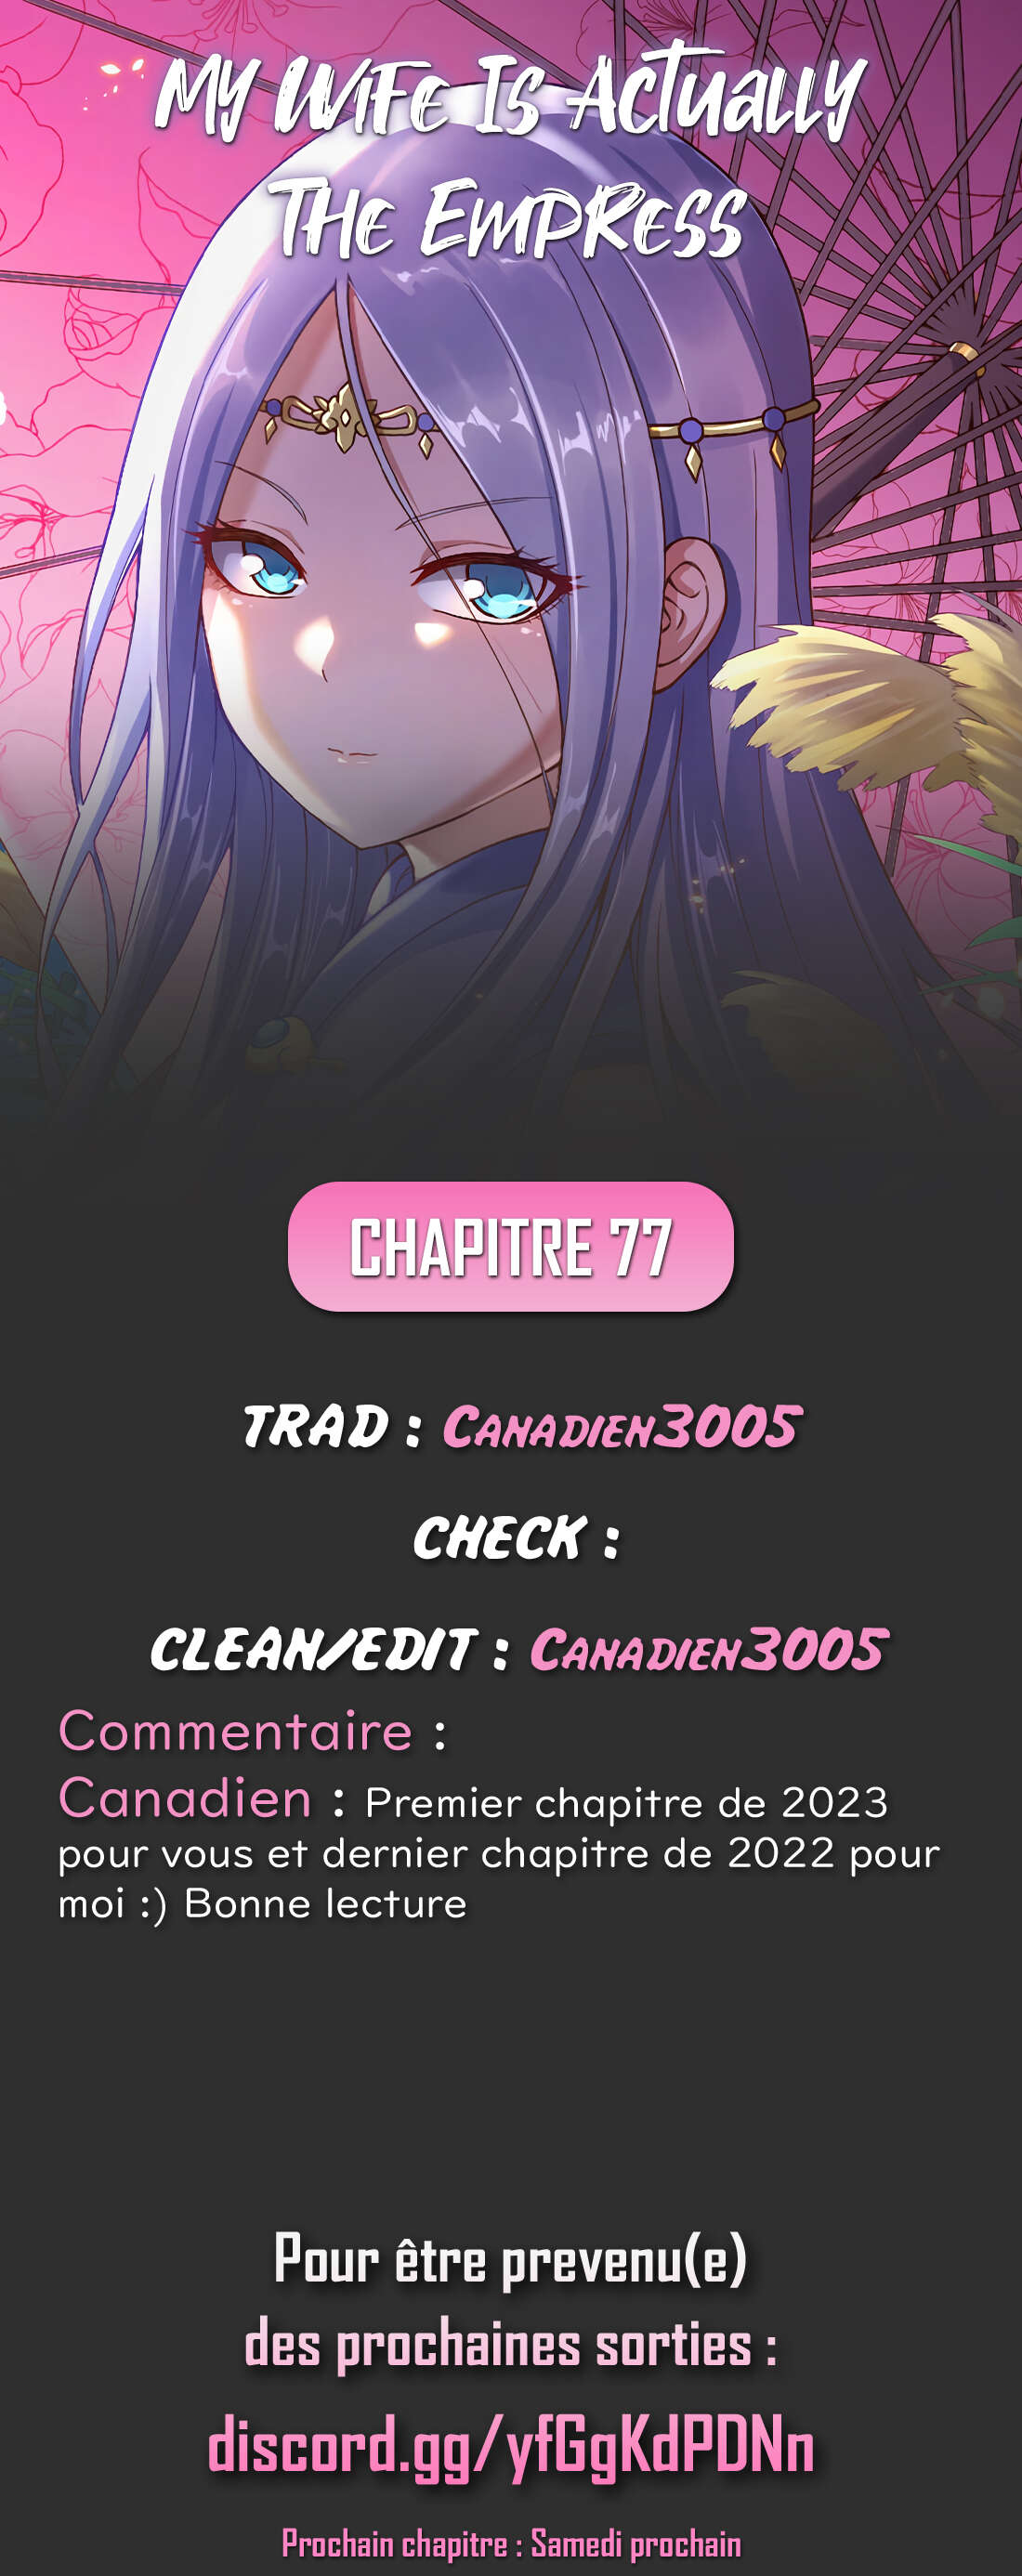 My Wife Is Actually
The Empress
CHAPITRE 77
TRAD : Canadien3005
CHECK :
CLEAN/EDIT : Canadien3005
Commentaire :
Canadien : Premier chapitre de 2023
pour vous et dernier chapitre de 2022 pour
moi :) Bonne lecture
Pour être prevenu(e)
des prochaines sorties :
discord.gg/yfGgKdPDNn
Prochain chapitre : Samedi prochain